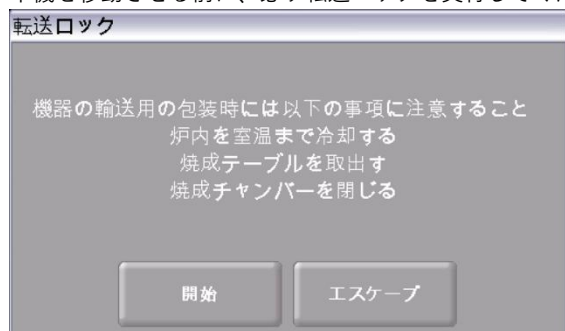 転送ロック
機器の輸送用の包装時には以下の事項に注意すること
炉内を室温まで冷却する
焼成テーブルを取出す
焼成チャンバーを閉じる
開始
エスケープ